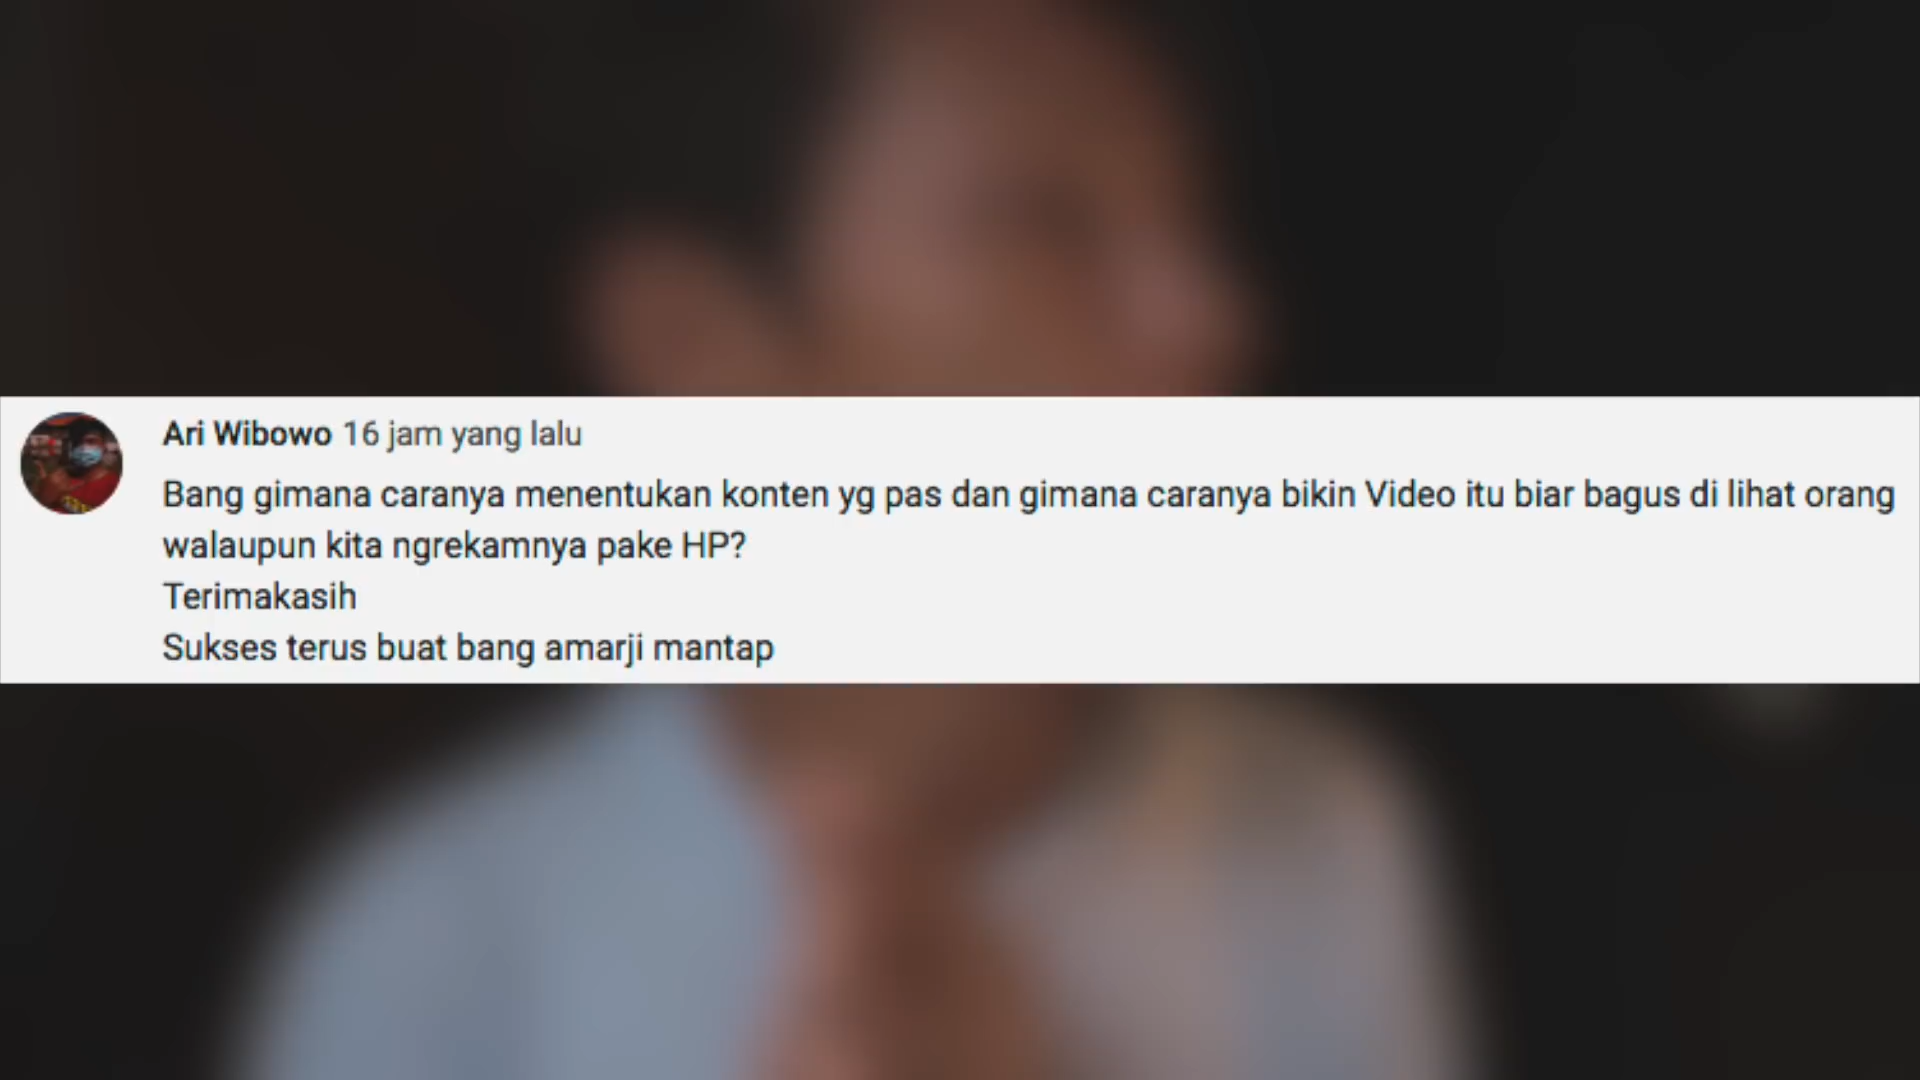 Ari Wibowo 16 jam yang lalu
Bang gimana caranya menentukan konten yg pas dan gimana caranya bikin Video itu biar bagus di lihat orang
walaupun kita ngrekamnya pake HP?
Terimakasih
Sukses terus buat bang amarji mantap